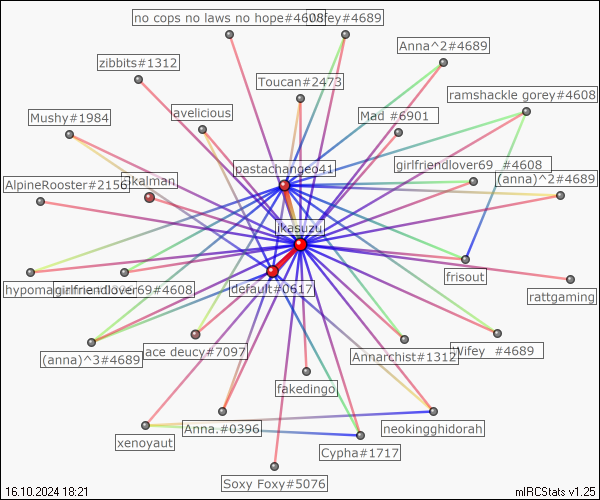 no cops no laws no hope#4608
Wifey#4689
Anna^2#4689
zibbits#1312
Toucan#2473
ramshackle gorey#4608
Mushy#1984
Mad #6901
pastachangeo41
girlfriendlover69 #4608
AlpineRooster#2156
(anna)^2#4689
ikasuzu
hypoma
girlfriendlover69#4608
default#0617
frisout
rattgaming
(anna)^3#4689
ace deucy#7097
Annarchist#1312
Wifey #4689
fakedingo
xenoyaut
Anna.#0396
neokingghidorah
Cypha#1717
Soxy Foxy#5076
16.10.2024 18:21
mIRCStats v1.25